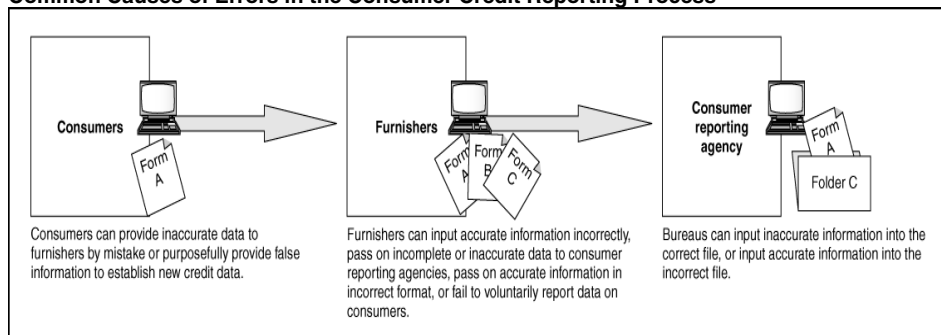 Common Causes of Errors in the Consumer Credit Reporting Process
Consumers
Form
A
Consumers can provide inaccurate data to
furnishers by mistake or purposefully provide false
information to establish new credit data.
Furnishers
Form
A
Form
B
Form
C
Furnishers can input accurate information incorrectly,
pass on incomplete or inaccurate data to consumer
reporting agencies, pass on accurate information in
incorrect format, or fail to voluntarily report data on
consumers.
Consumer
reporting
agency
Form
A
Folder C
Bureaus can input inaccurate information into the
correct file, or input accurate information into the
incorrect file.